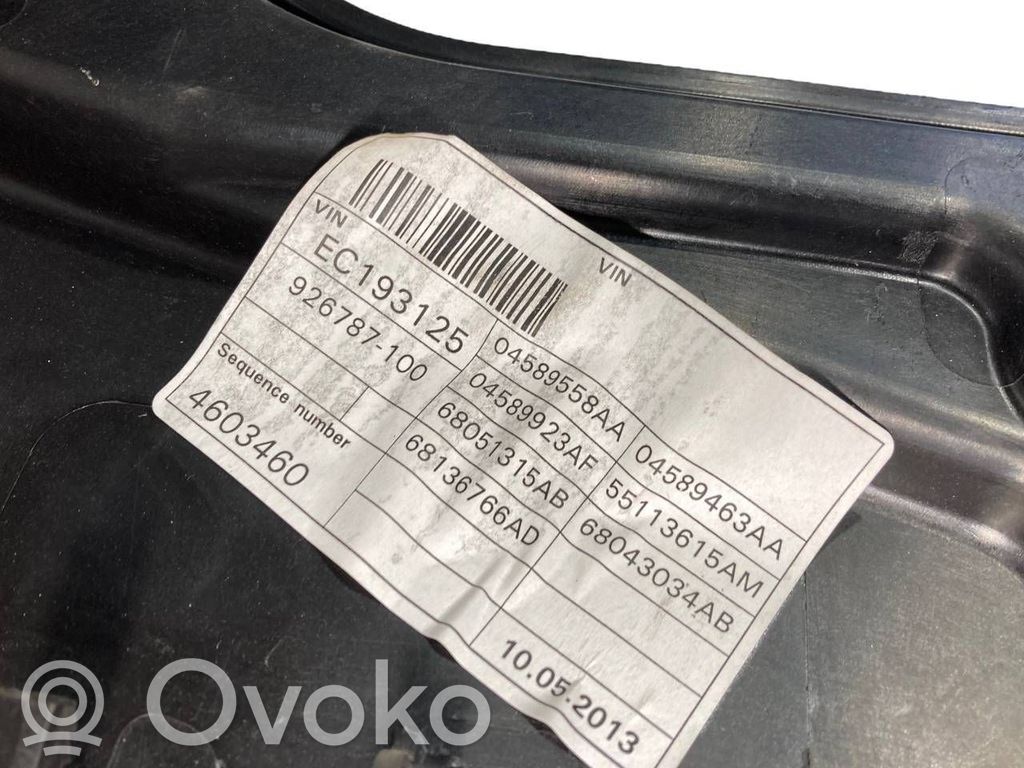 VIN
VIN
EC193125
926787-100
04589558AA 04589463AA
04589923AF 55113615AM
68051315AB 68043034AB
68136766AD
Sequence number
4603460
10.05.2013
Ovoko